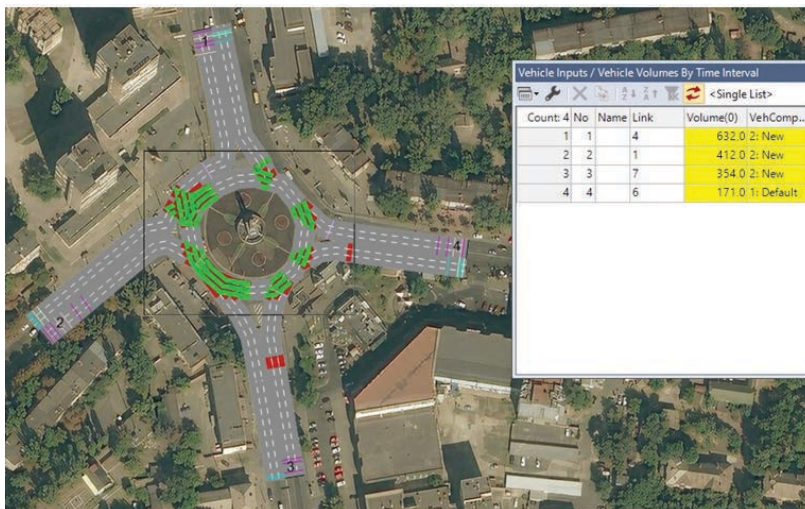 Vehicle Inputs / Vehicle Volumes By Time Interval
<Single List>
Count: 4 No Name Link Volume(0) VehComp...
1 1 4 632.0 2: New
2 2 1 412.0 2: New
3 3 7 354.0 2: New
4 4 6 171.0 1: Default
1
4
2
3